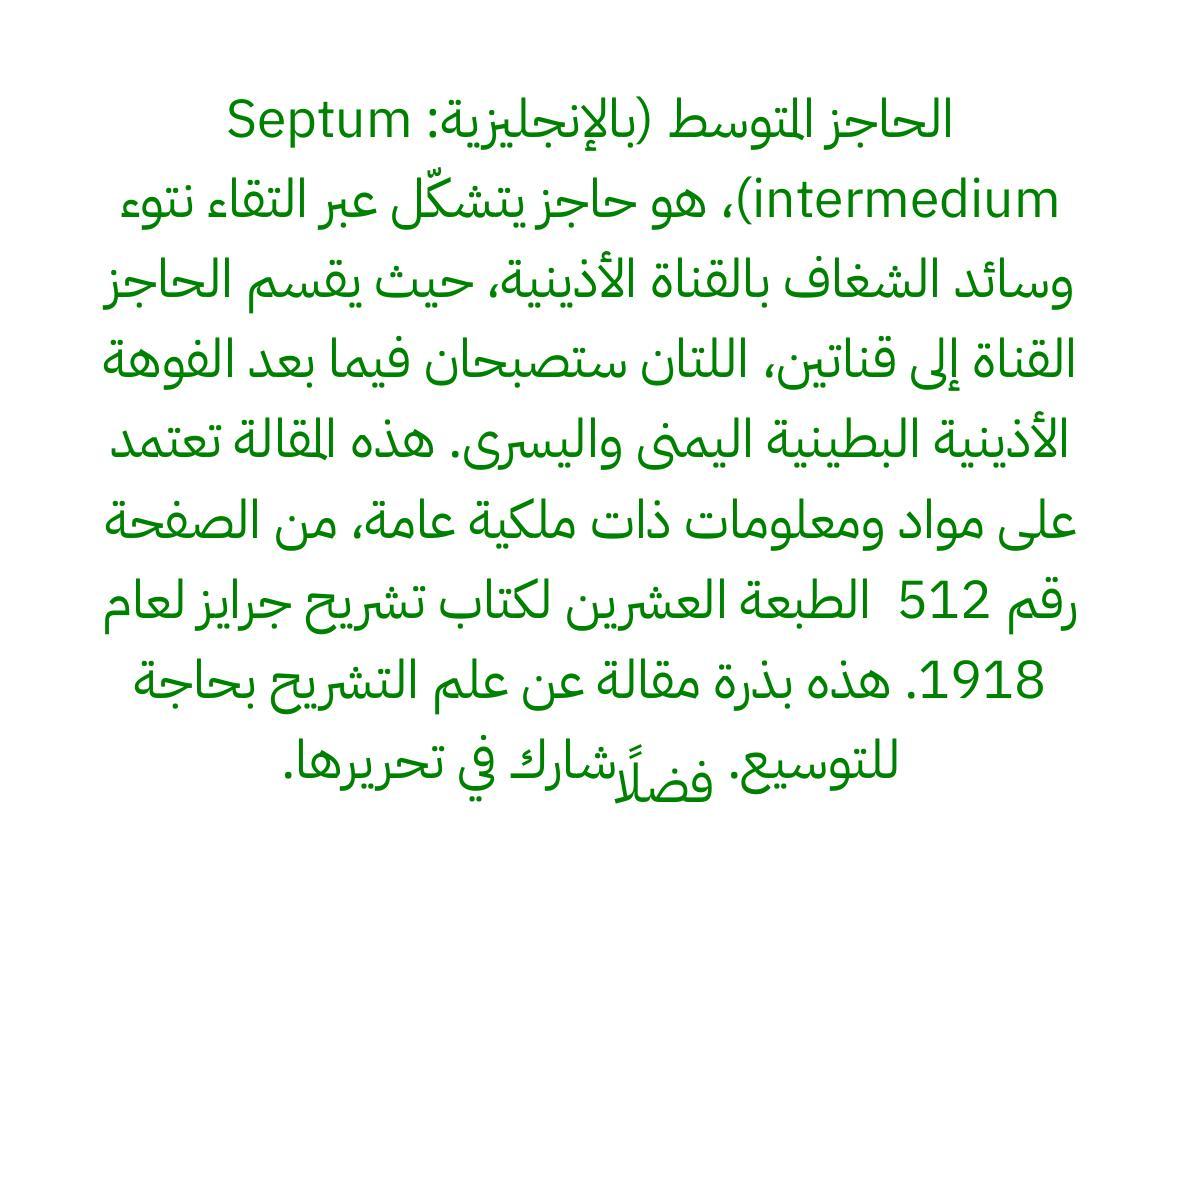 الحاجز المتوسط (بالإنجليزية: Septum
intermedium)، هو حاجز يتشكّل عبر التقاء نتوء
وسائد الشغاف بالقناة الأذينية، حيث يقسم الحاجز
القناة إلى قناتين، اللتان ستصبحان فيما بعد الفوهة
الأذينية البطينية اليمنى واليسرى. هذه المقالة تعتمد
على مواد ومعلومات ذات ملكية عامة، من الصفحة
رقم 512  الطبعة العشرين لكتاب تشريح جرايز لعام
1918. هذه بذرة مقالة عن علم التشريح بحاجة
للتوسيع. فضلًا شارك في تحريرها.